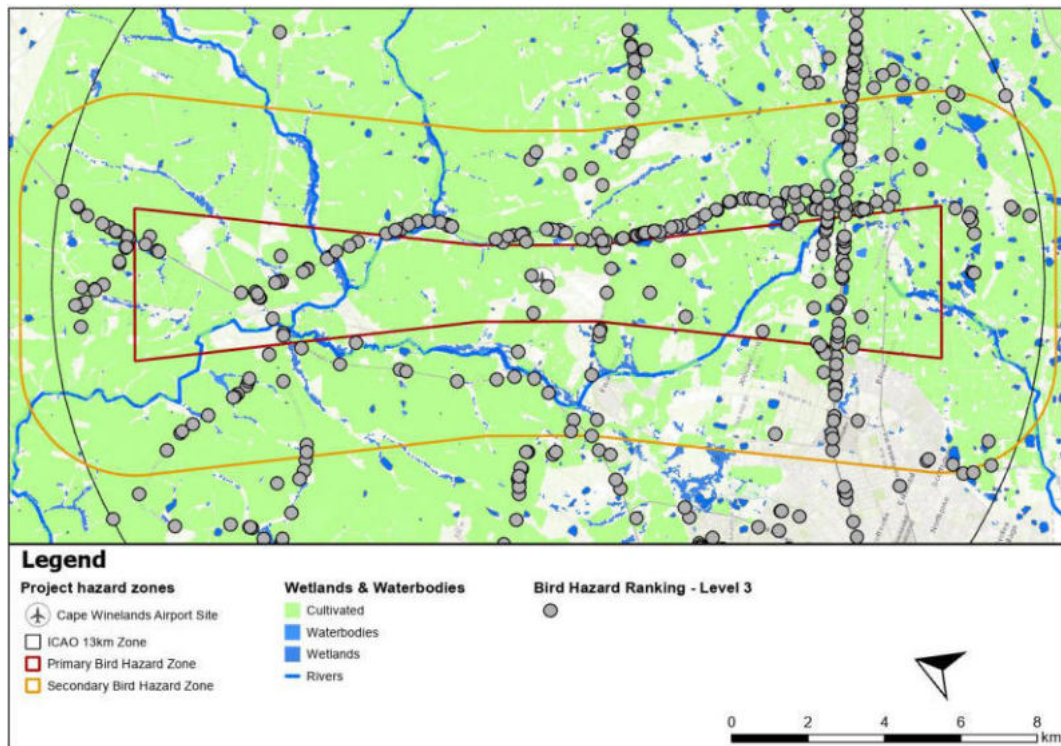 Legend
Project hazard zones
Cape Winelands Airport Site
ICAO 13km Zone
Primary Bird Hazard Zone
Secondary Bird Hazard Zone
Wetlands & Waterbodies
Cultivated
Waterbodies
Wetlands
Rivers
Bird Hazard Ranking - Level 3
0 2 4 6 8
km